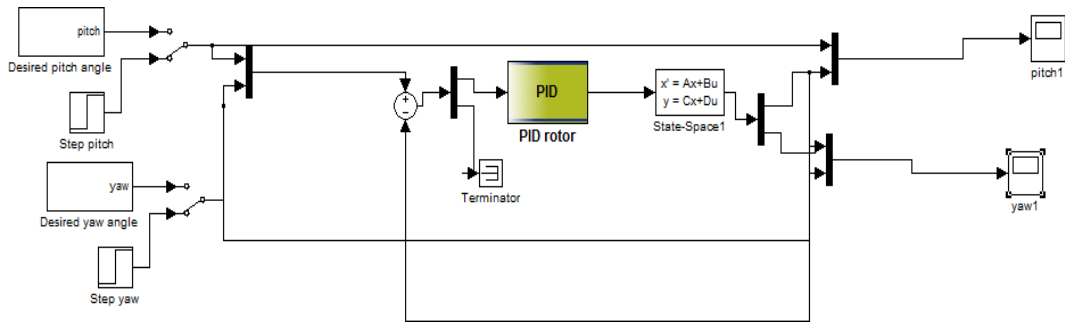 pitch
Desired pitch angle
Step pitch
yaw
Desired yaw angle
Step yaw
+
−
PID
PID rotor
Terminator
x' = Ax+Bu
y = Cx+Du
State-Space1
pitch1
yaw1